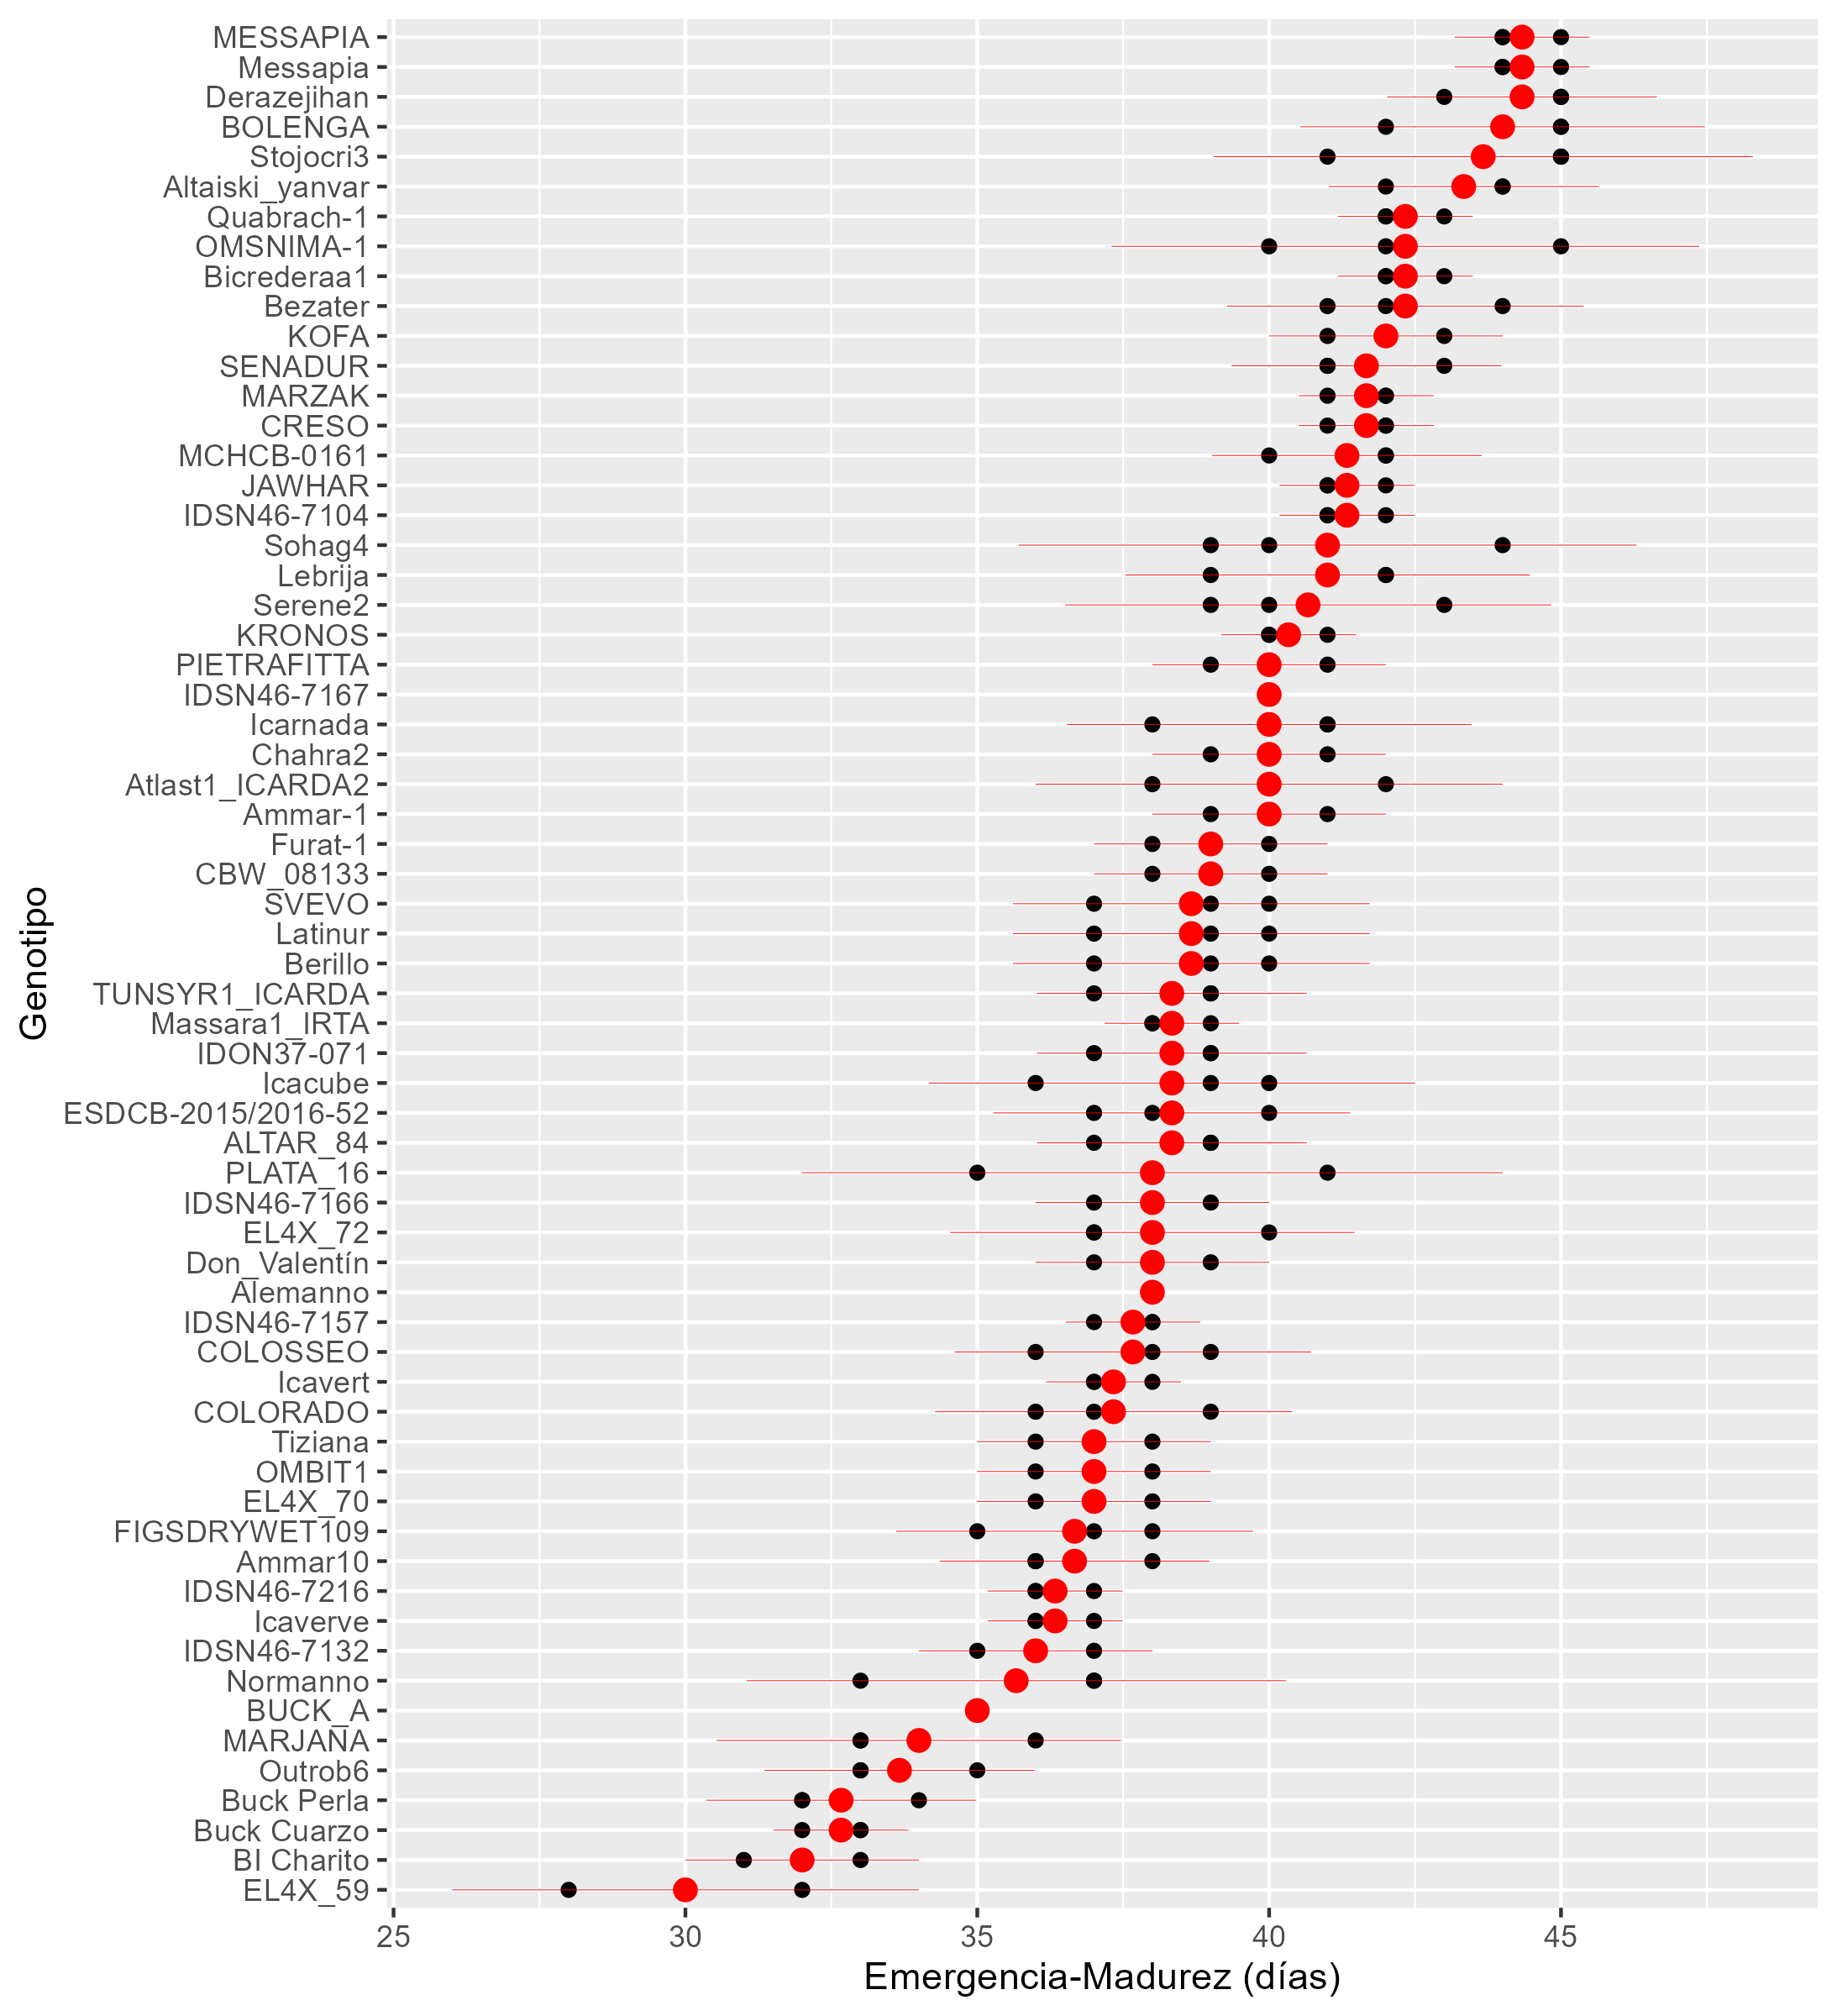 MESSAPIA
Messapia
Derazejihan
BOLENGA
Stojocri3
Altaiski_yanvar
Quabrach-1
OMSNIMA-1
Bicrederaa1
Bezater
KOFA
SENADUR
MARZAK
CRESO
MCHCB-0161
JAWHAR
IDSN46-7104
Sohag4
Lebrija
Serene2
KRONOS
PIETRAFITTA
IDSN46-7167
Icarnada
Chahra2
Atlast1_ICARDA2
Ammar-1
Furat-1
CBW_08133
SVEVO
Latinur
Berillo
TUNSYR1_ICARDA
Massara1_IRTA
IDON37-071
Icacube
ESDCB-2015/2016-52
ALTAR_84
PLATA_16
IDSN46-7166
EL4X_72
Don_Valentín
Alemanno
IDSN46-7157
COLOSSEO
Icavert
COLORADO
Tiziana
OMBIT1
EL4X_70
FIGSDRYWET109
Ammar10
IDSN46-7216
Icaverve
IDSN46-7132
Normanno
BUCK_A
MARJANA
Outrob6
Buck Perla
Buck Cuarzo
BI Charito
EL4X_59
Genotipo
25 30 35 40 45
Emergencia-Madurez (días)